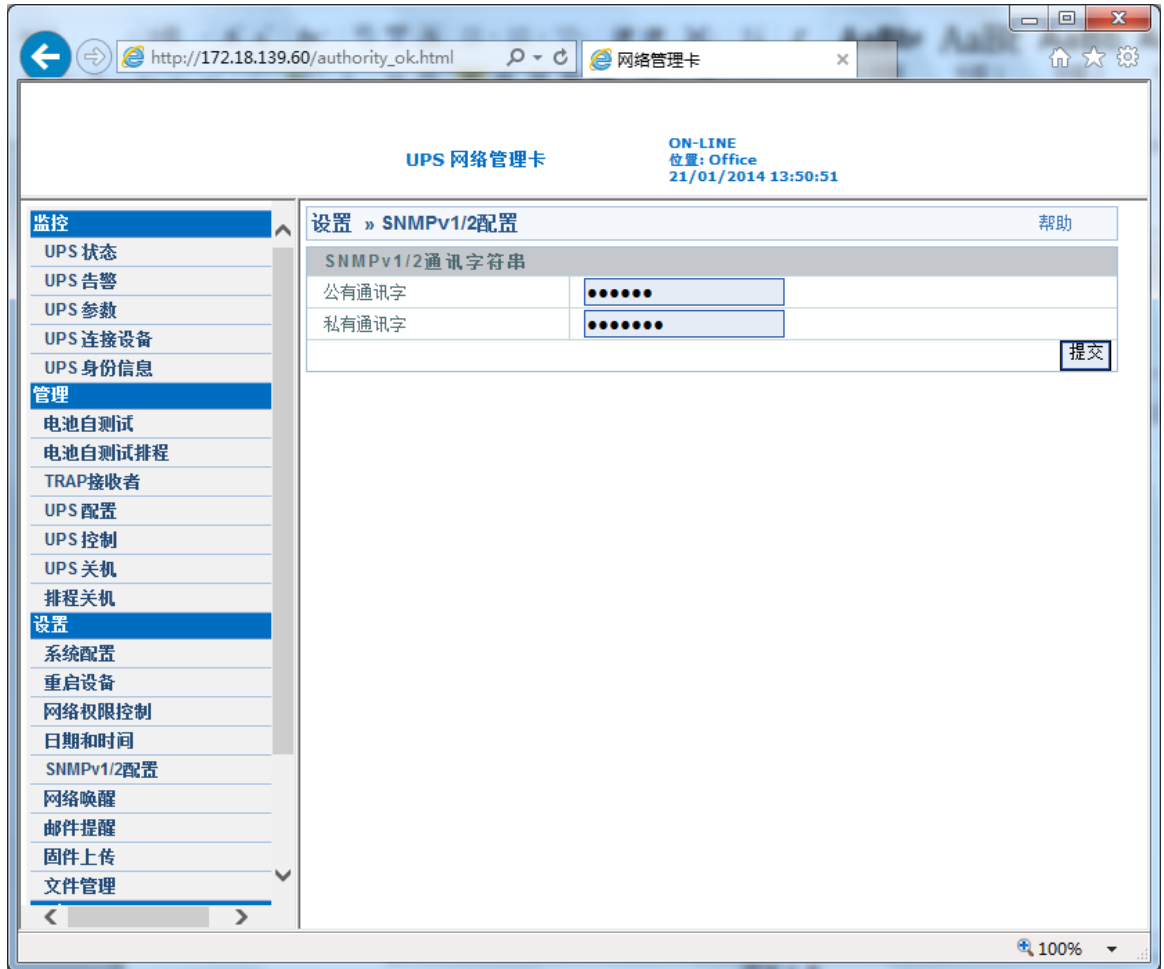 http://172.18.139.60/authority_ok.html
网络管理卡
UPS 网络管理卡
ON-LINE
位置: Office
21/01/2014 13:50:51
监控
UPS 状态
UPS 告警
UPS 参数
UPS 连接设备
UPS 身份信息
管理
电池自测试
电池自测试排程
TRAP接收者
UPS 配置
UPS 控制
UPS 关机
排程关机
设置
系统配置
重启设备
网络权限控制
日期和时间
SNMPv1/2配置
网络唤醒
邮件提醒
固件上传
文件管理
设置 » SNMPv1/2配置
帮助
SNMPv1/2通讯字符串
公有通讯字
••••••
私有通讯字
•••••••
提交
100%